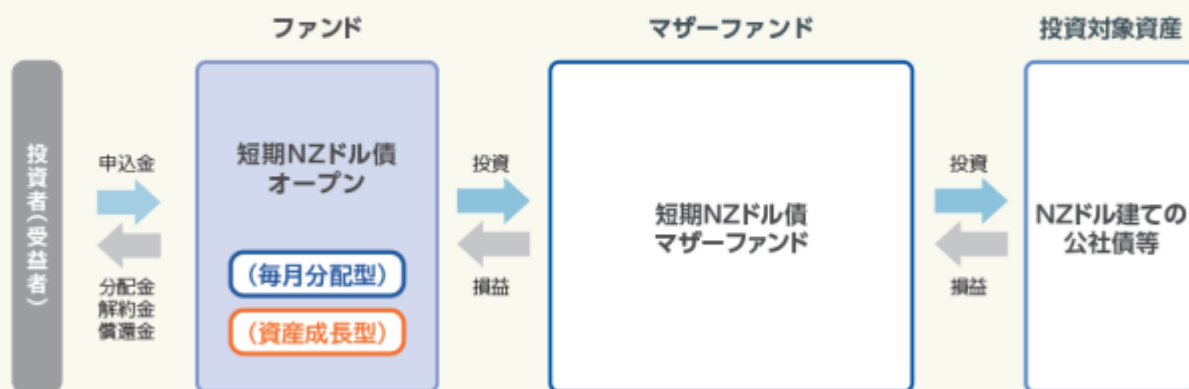 ファンド
マザーファンド
投資対象資産
投資者(受益者)
申込金
分配金
解約金
償還金
短期NZドル債
オープン
(毎月分配型)
(資産成長型)
投資
損益
短期NZドル債
マザーファンド
投資
損益
NZドル建ての
公社債等